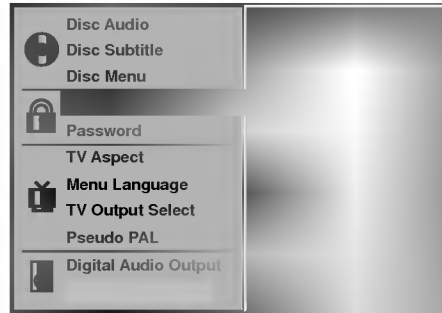 Disc Audio
Disc Subtitle
Disc Menu
Password
TV Aspect
Menu Language
TV Output Select
Pseudo PAL
Digital Audio Output